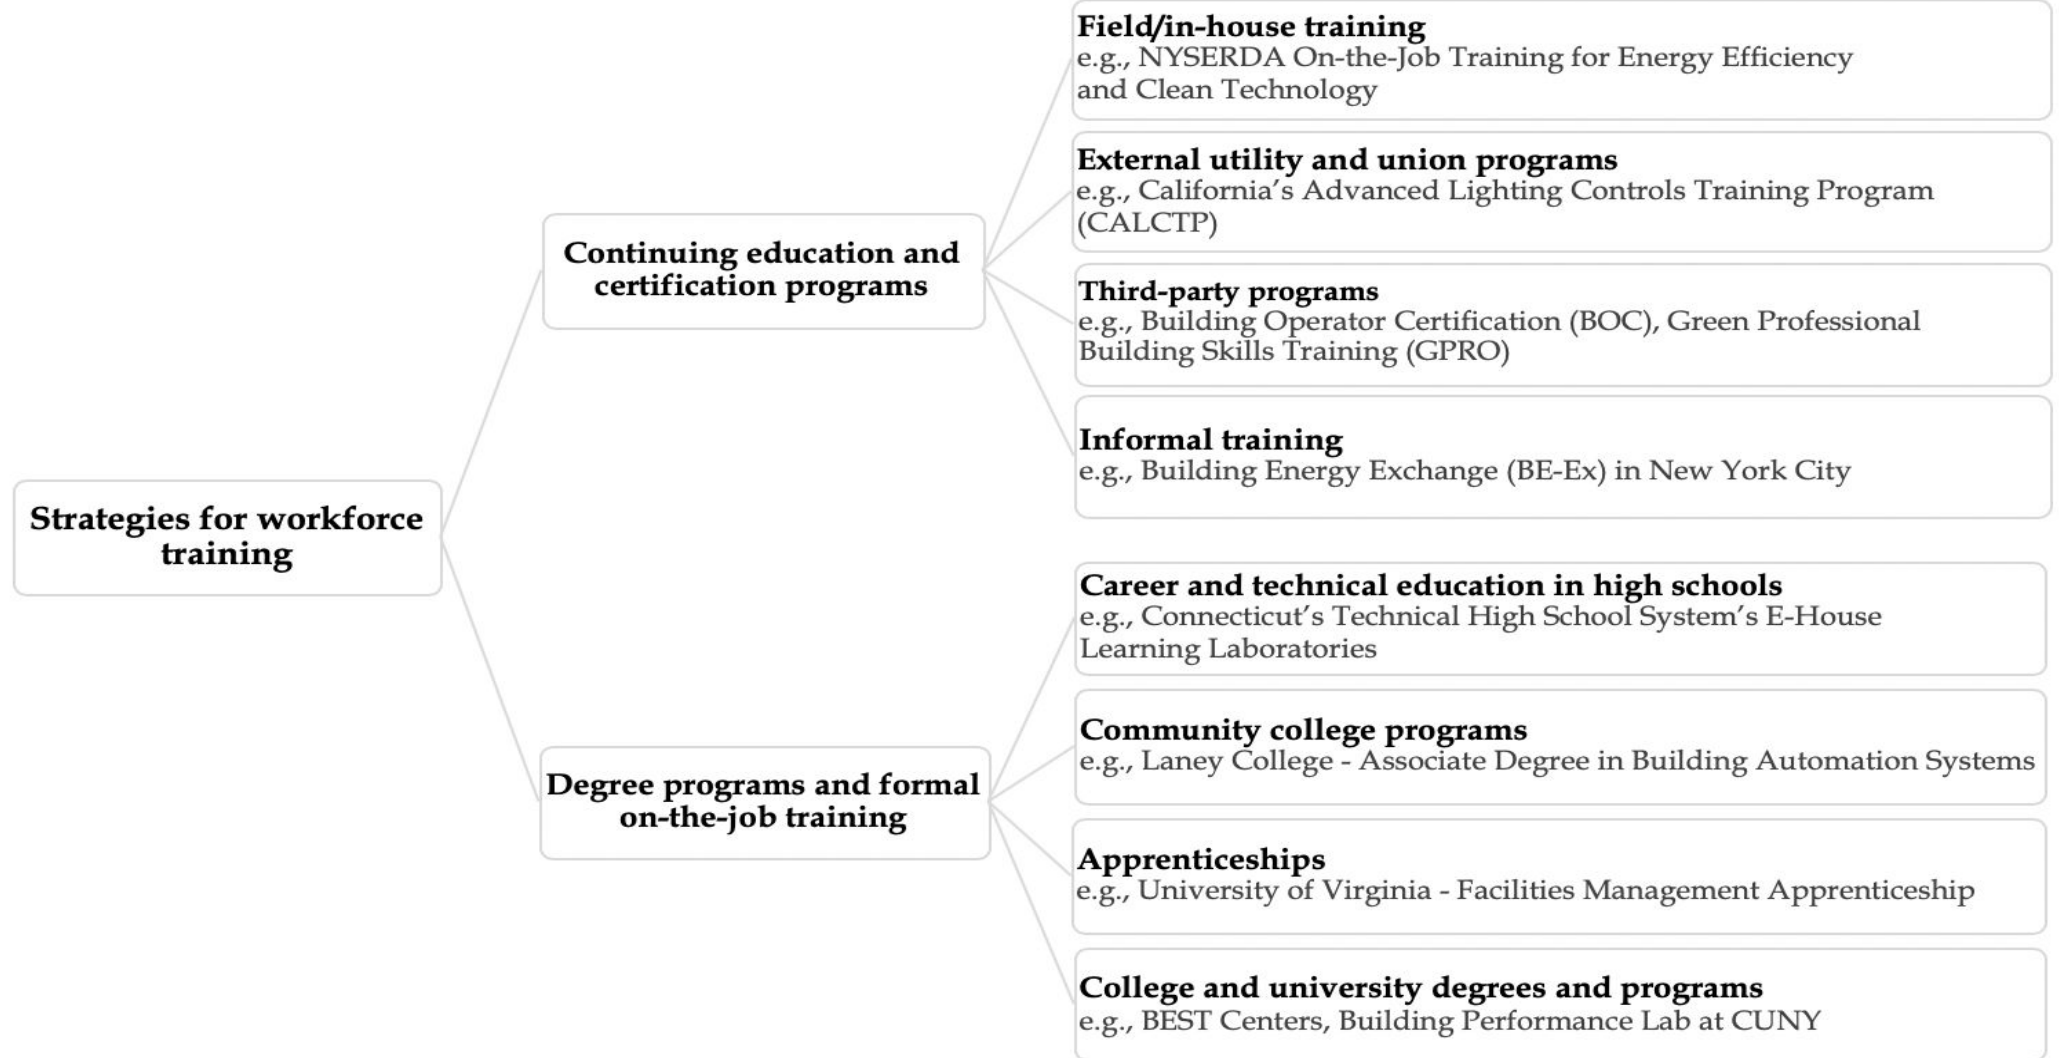 Strategies for workforce
training
Continuing education and
certification programs
Field/in-house training
e.g., NYSERDA On-the-Job Training for Energy Efficiency
and Clean Technology
External utility and union programs
e.g., California’s Advanced Lighting Controls Training Program
(CALCTP)
Third-party programs
e.g., Building Operator Certification (BOC), Green Professional
Building Skills Training (GPRO)
Informal training
e.g., Building Energy Exchange (BE-Ex) in New York City
Degree programs and formal
on-the-job training
Career and technical education in high schools
e.g., Connecticut’s Technical High School System’s E-House
Learning Laboratories
Community college programs
e.g., Laney College - Associate Degree in Building Automation Systems
Apprenticeships
e.g., University of Virginia - Facilities Management Apprenticeship
College and university degrees and programs
e.g., BEST Centers, Building Performance Lab at CUNY